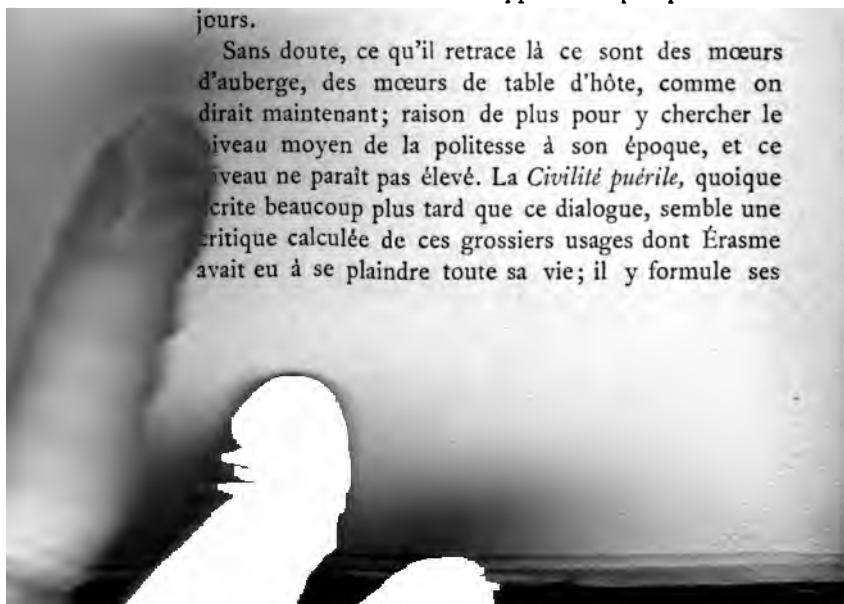 jours.
Sans doute, ce qu'il retrace là ce sont des mœurs
d'auberge, des mœurs de table d'hôte, comme on
dirait maintenant; raison de plus pour y chercher le
niveau moyen de la politesse à son époque, et ce
niveau ne paraît pas élevé. La Civilité puérile, quoique
écrite beaucoup plus tard que ce dialogue, semble une
critique calculée de ces grossiers usages dont Érasme
avait eu à se plaindre toute sa vie; il y formule ses